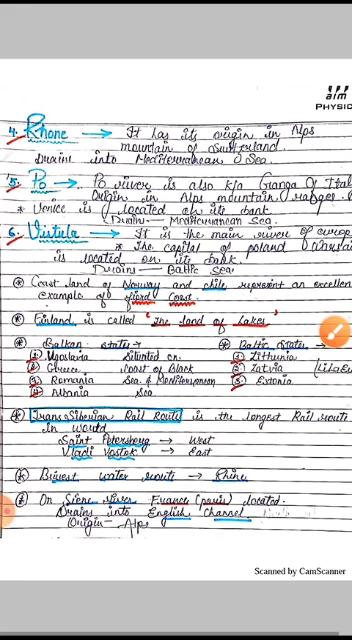 aim
PHYSIC
4. Rhone → It has its origin in Alps
mountain of Switzerland.
Drains into Mediterranean Sea.
5. Po → Po river is also k/a Ganga Of Ital
Origin in Alps mountain ranges.
* Venice is located on its bank
Drains — Mediterranean Sea
6. Vistula → It is the main river of europe
* The capital of poland
is located on its bank.
Drains — Baltic sea
* Coast land of Norway and chile represent an excellen
example of fiord Coast.
* Finland is called "The land of Lakes"
* Balkan states → * Baltic States →
① Situated on ① Lithunia
② Greece coast of Black ② Latvia
③ Romania Sea & Mediterranean ③ Estonia
④ Albania Sea
* Trans Siberian Rail Route is the longest Rail route
in world
Saint Petersburg → West
Vladi Vostok → East
* Busiest water route → Rhine
* On river France (paris) located.
Drains into English Channel
Origin — Alps
Scanned by CamScanner